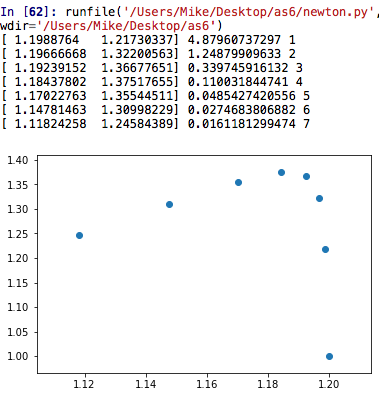 In [62]: runfile('/Users/Mike/Desktop/as6/newton.py',
wdir='/Users/Mike/Desktop/as6')
[ 1.1988764   1.21730337] 4.87960737297 1
[ 1.19666668  1.32200563] 1.24879909633 2
[ 1.19239152  1.36677651] 0.339745916132 3
[ 1.18437802  1.37517655] 0.110031844741 4
[ 1.17022763  1.35544511] 0.0485427420556 5
[ 1.14781463  1.30998229] 0.0274683806882 6
[ 1.11824258  1.24584389] 0.0161181299474 7
1.40
1.35
1.30
1.25
1.20
1.15
1.10
1.05
1.00
1.12 1.14 1.16 1.18 1.20